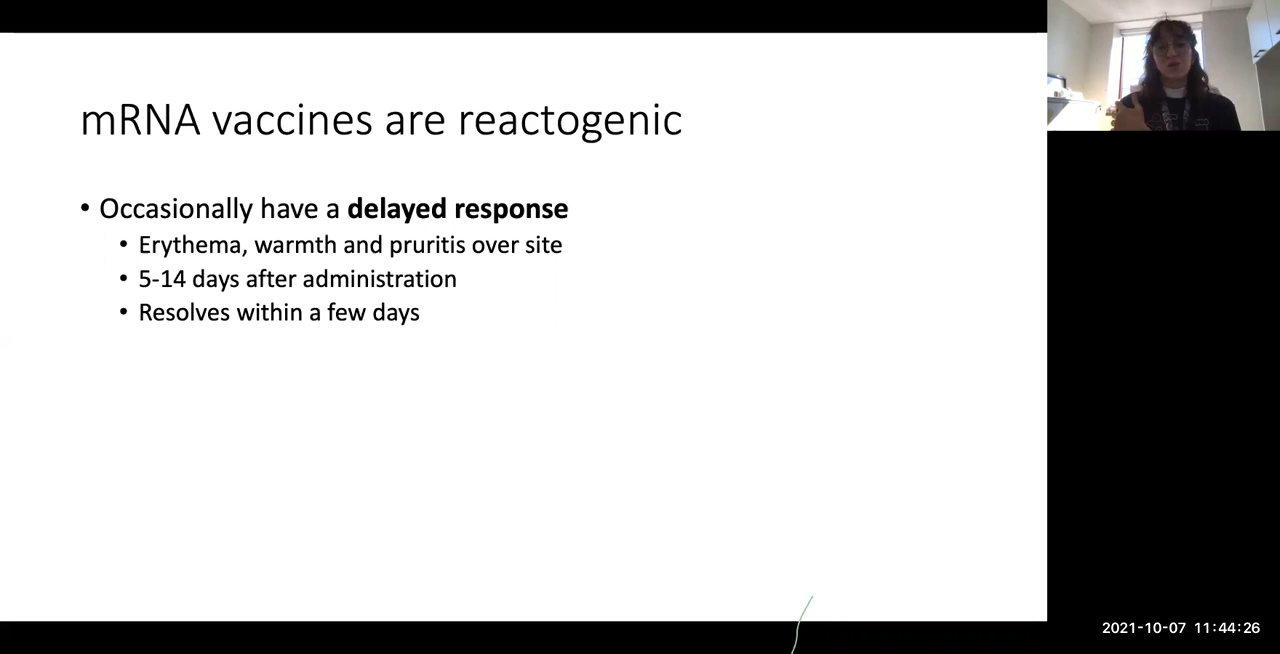 mRNA vaccines are reactogenic
• Occasionally have a delayed response
• Erythema, warmth and pruritis over site
• 5-14 days after administration
• Resolves within a few days
2021-10-07 11:44:26